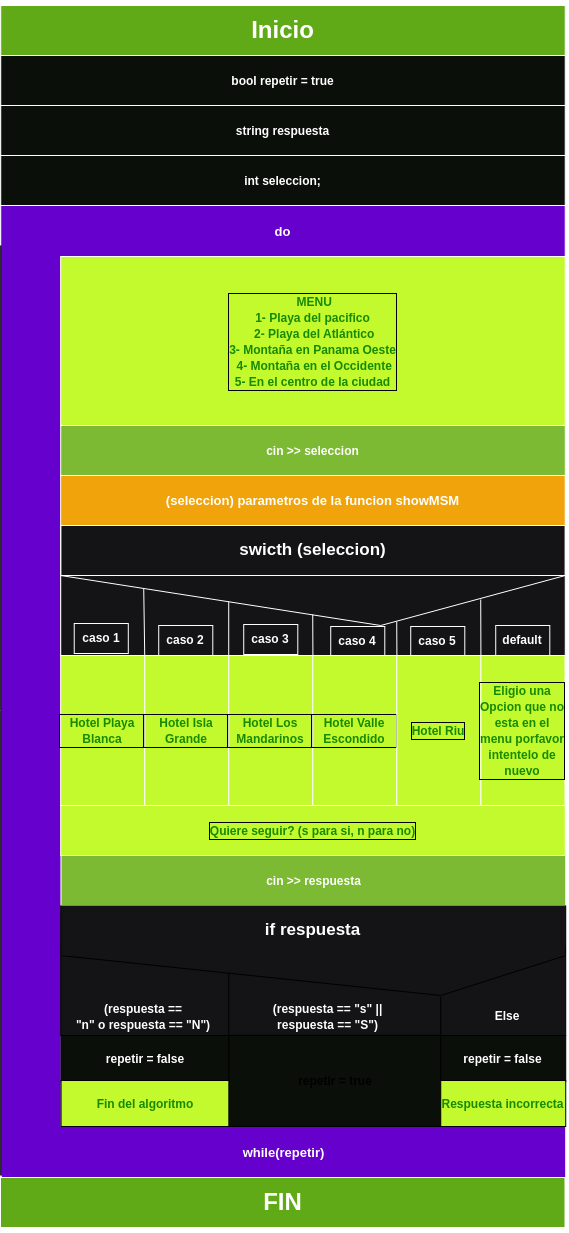 Inicio
bool repetir = true
string respuesta
int seleccion;
do
MENU
1- Playa del pacifico
2- Playa del Atlántico
3- Montaña en Panama Oeste
4- Montaña en el Occidente
5- En el centro de la ciudad
cin >> seleccion
(seleccion) parametros de la funcion showMSM
swicth (seleccion)
caso 1
caso 2
caso 3
caso 4
caso 5
default
Hotel Playa
Blanca
Hotel Isla
Grande
Hotel Los
Mandarinos
Hotel Valle
Escondido
Hotel Riu
Eligio una
Opcion que no
esta en el
menu porfavor
intentelo de
nuevo
Quiere seguir? (s para si, n para no)
cin >> respuesta
if respuesta
(respuesta ==
"n" o respuesta == "N")
(respuesta == "s" ||
respuesta == "S")
Else
repetir = false
repetir = true
repetir = false
Fin del algoritmo
Respuesta incorrecta
while(repetir)
FIN